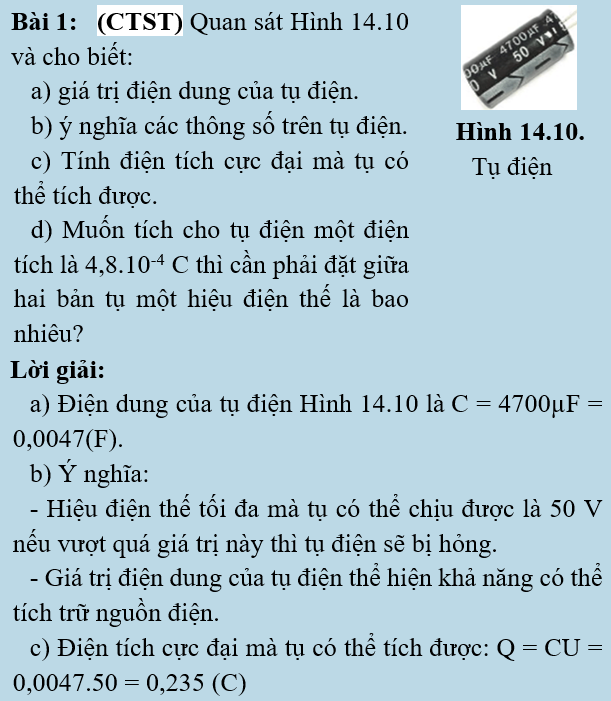 Bài 1: (CTST) Quan sát Hình 14.10
và cho biết:
a) giá trị điện dung của tụ điện.
b) ý nghĩa các thông số trên tụ điện.
c) Tính điện tích cực đại mà tụ có
thể tích được.
d) Muốn tích cho tụ điện một điện
tích là 4,8.10⁻⁴ C thì cần phải đặt giữa
hai bản tụ một hiệu điện thế là bao
nhiêu?
4700µF
50 V
Hình 14.10.
Tụ điện
Lời giải:
a) Điện dung của tụ điện Hình 14.10 là C = 4700µF =
0,0047(F).
b) Ý nghĩa:
- Hiệu điện thế tối đa mà tụ có thể chịu được là 50 V
nếu vượt quá giá trị này thì tụ điện sẽ bị hỏng.
- Giá trị điện dung của tụ điện thể hiện khả năng có thể
tích trữ nguồn điện.
c) Điện tích cực đại mà tụ có thể tích được: Q = CU =
0,0047.50 = 0,235 (C)